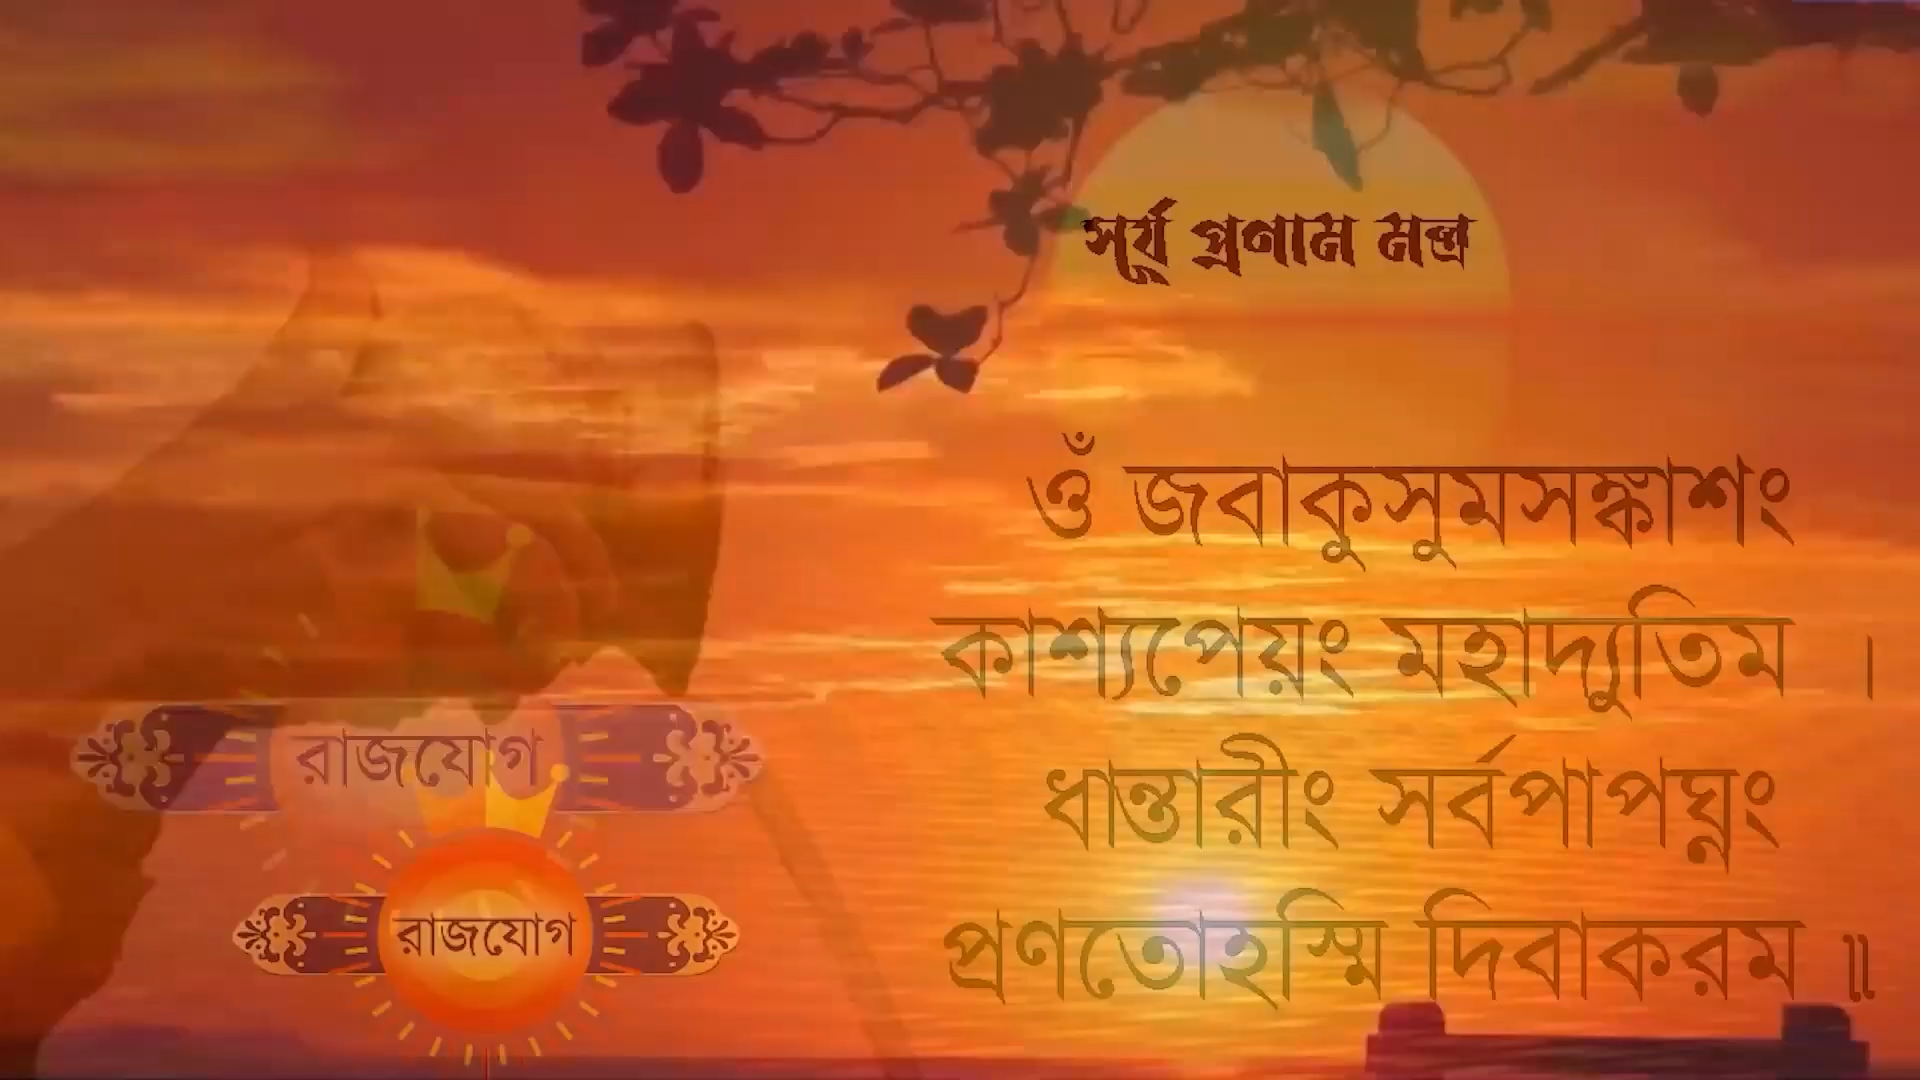 সূর্য প্রণাম মন্ত্র
ওঁ জবাকুসুমসঙ্কাশং
কাশ্যপেয়ং মহাদ্যুতিম ।
ধান্তারীং সর্বপাপঘ্নং
প্রণতোহস্মি দিবাকরম ॥
রাজযোগ
রাজযোগ